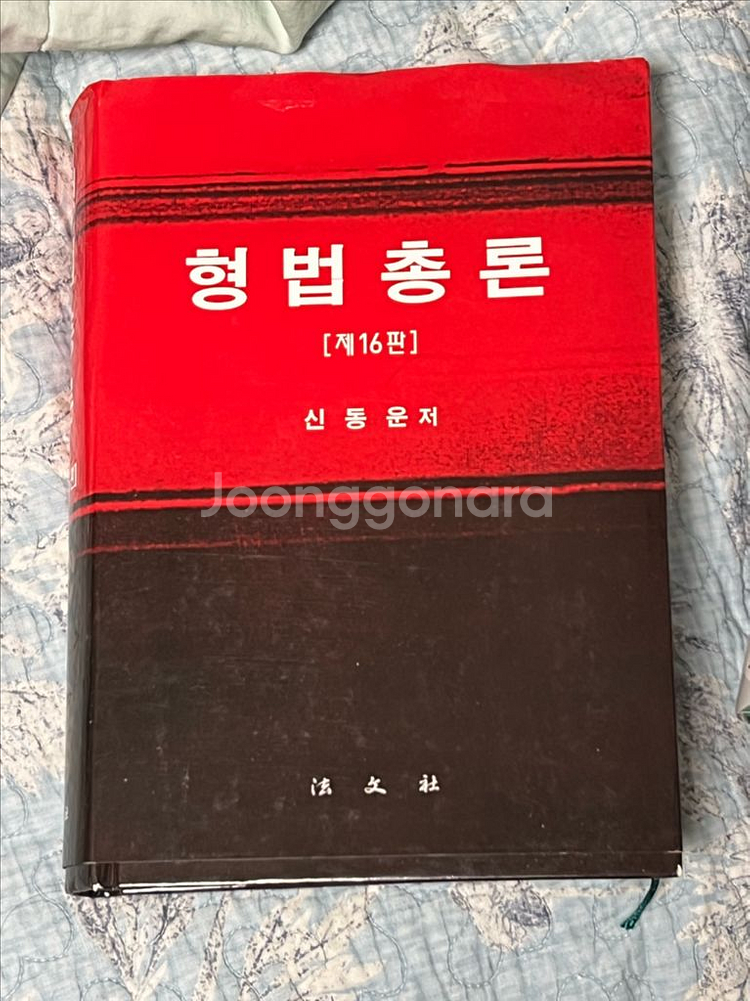 형법총론
[제16판]
신동운저
Joonggonara
法文社